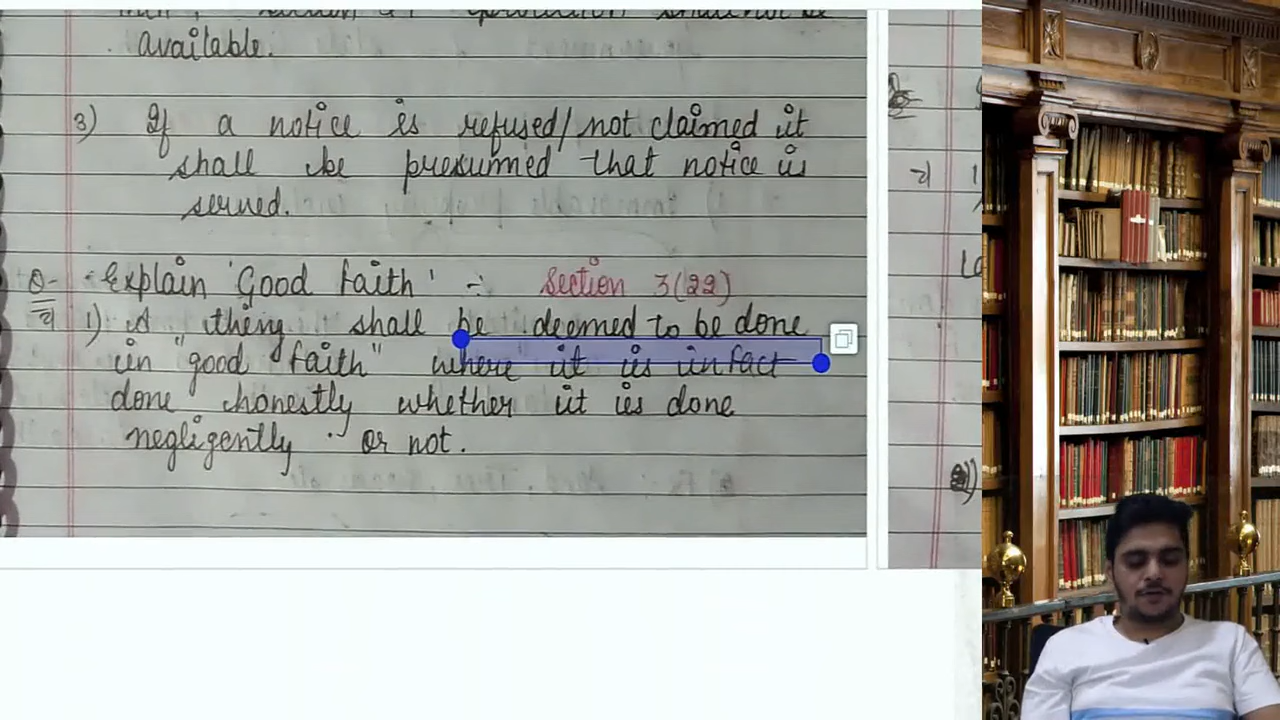 available.
3) If a notice is refused/not claimed it
shall be presumed that notice is
served.
Q- Explain 'Good Faith' :- Section 3(22)
1) A thing shall be deemed to be done
in "good faith" where it is infact
done honestly whether it is done
negligently or not.